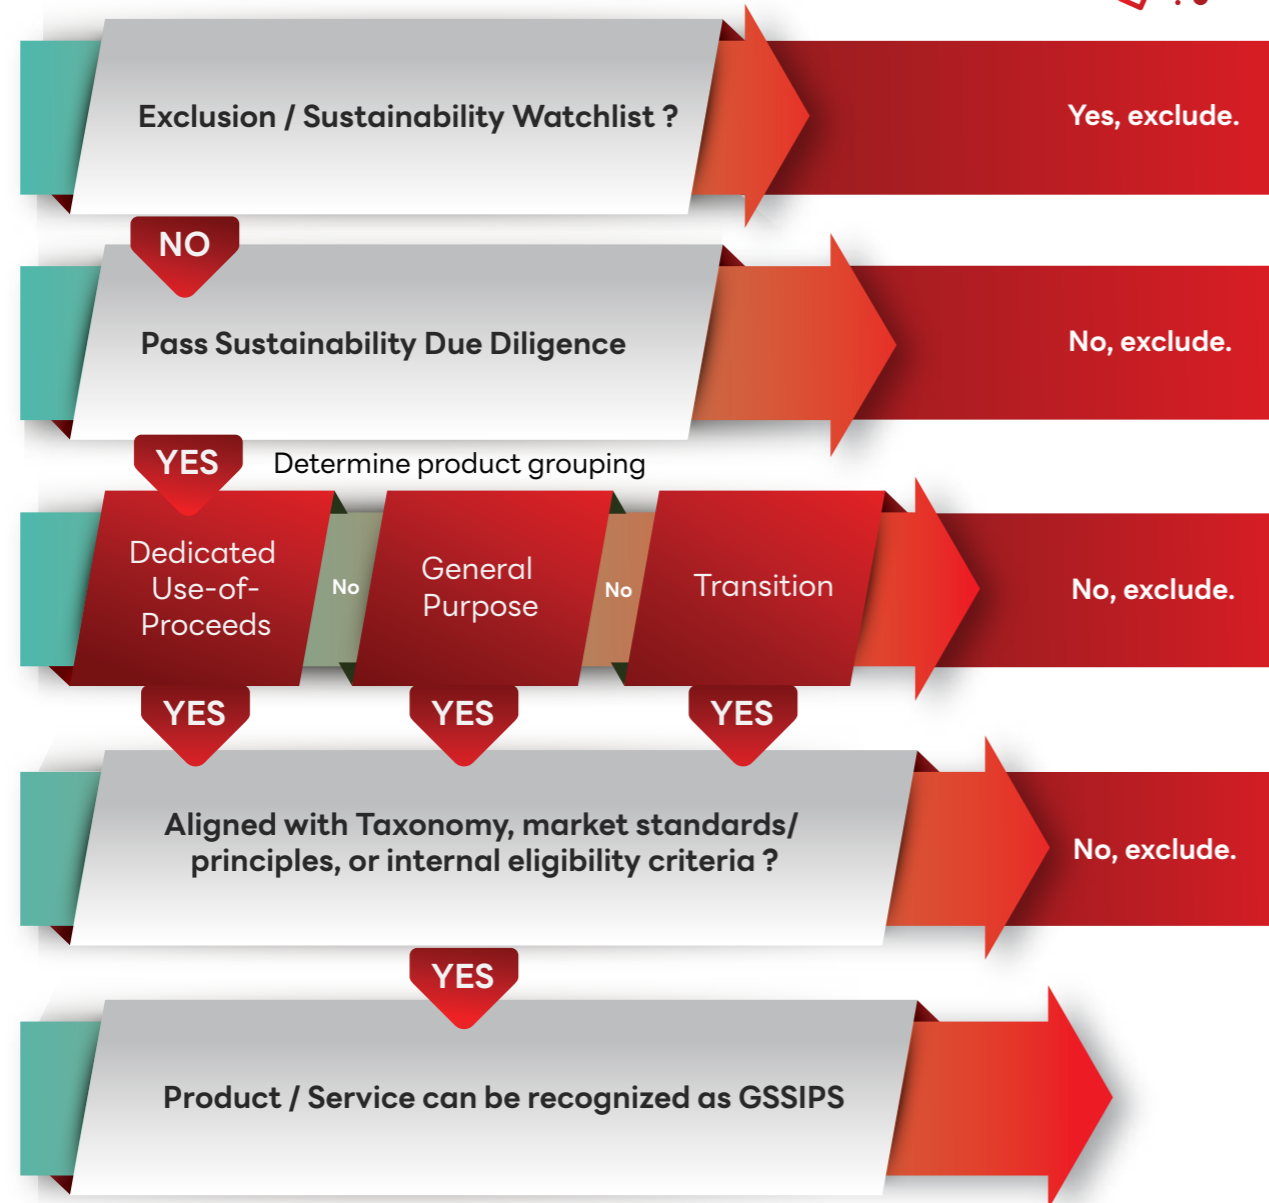 Exclusion / Sustainability Watchlist ?
Yes, exclude.
NO
Pass Sustainability Due Diligence
No, exclude.
YES
Determine product grouping
Dedicated
Use-of-
Proceeds
No
General
Purpose
No
Transition
No, exclude.
YES
YES
YES
Aligned with Taxonomy, market standards/
principles, or internal eligibility criteria ?
No, exclude.
YES
Product / Service can be recognized as GSSIPS